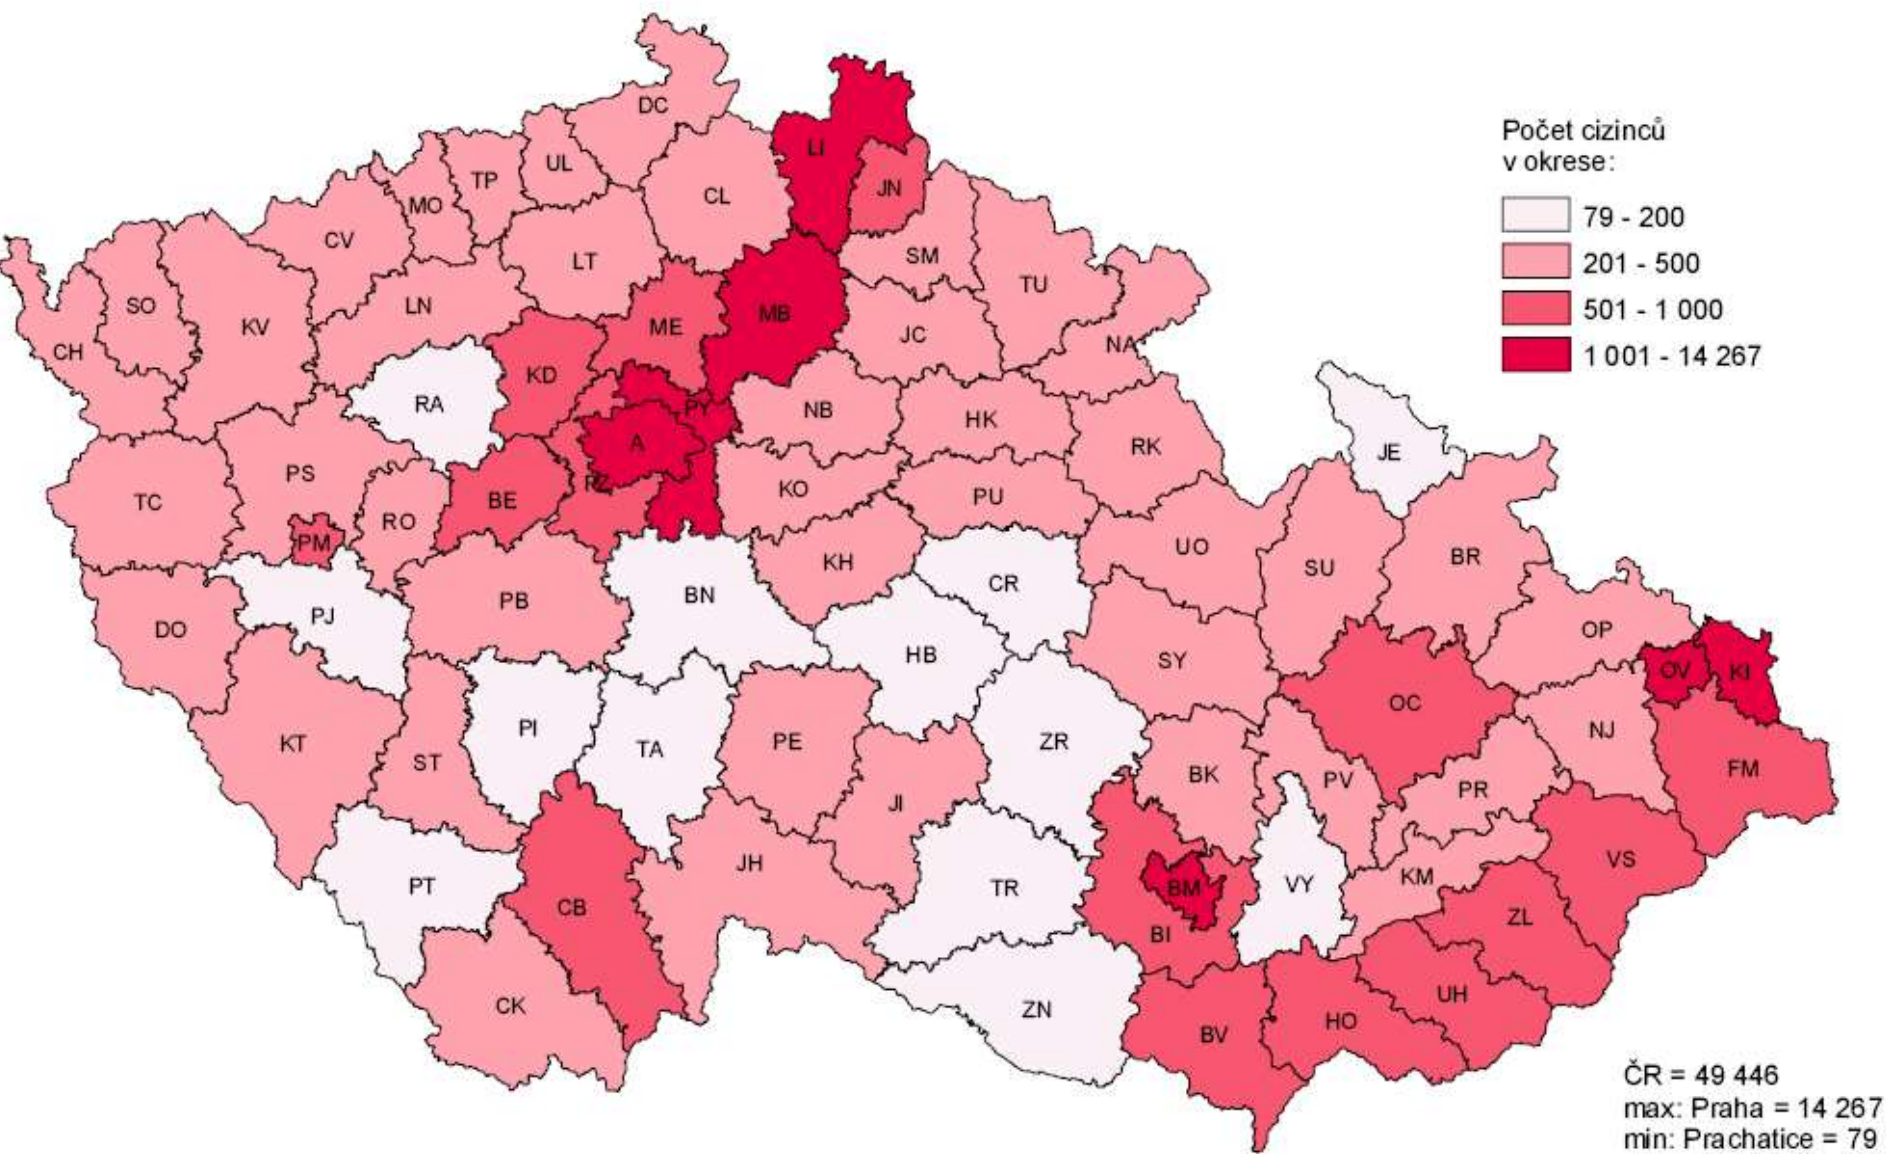 DC
LI
UL
TP
JN
CL
MO
CV
SM
LT
TU
SO
LN
MB
KV
ME
JC
NA
CH
KD
RA
PY
NB
HK
A
RK
JE
PS
TC
BE
RZ
KO
PU
RO
PM
UO
BR
KH
SU
CR
BN
PB
PJ
DO
OP
HB
SY
OV
KI
OC
PI
NJ
KT
PE
ZR
TA
ST
FM
BK
PV
PR
JI
VS
JH
KM
PT
TR
BM
VY
CB
ZL
BI
UH
CK
ZN
HO
BV
Počet cizinců
v okrese:
79 - 200
201 - 500
501 - 1 000
1 001 - 14 267
ČR = 49 446
max: Praha = 14 267
min: Prachatice = 79